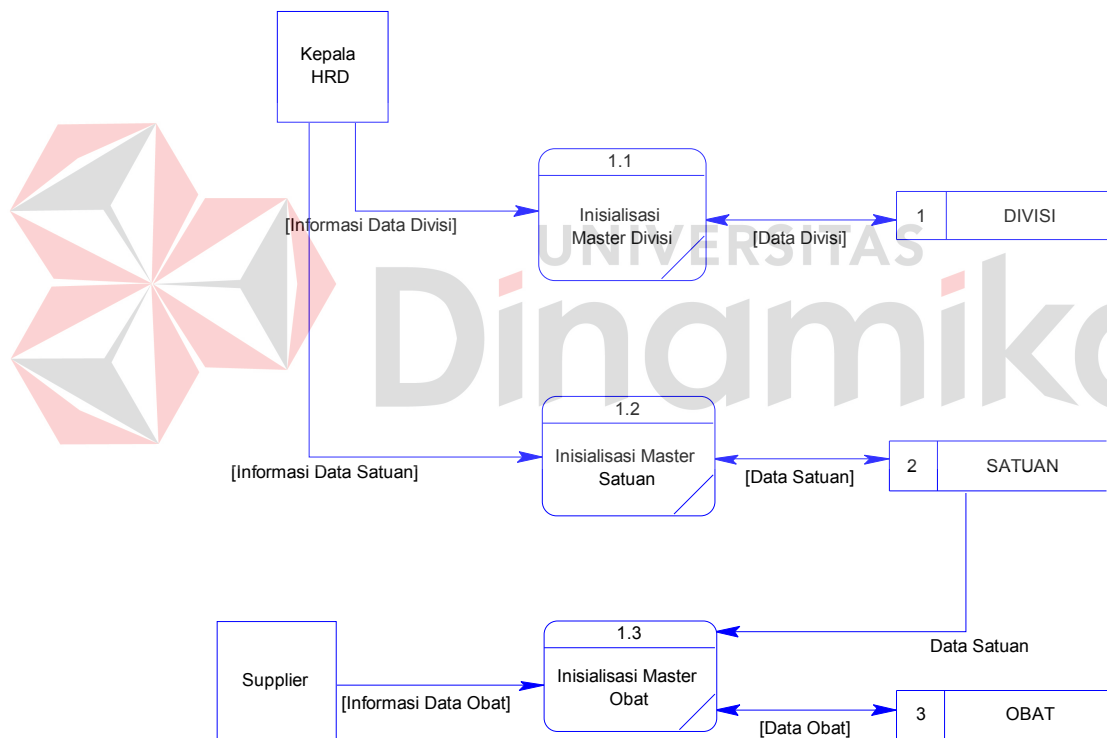 Kepala
HRD
1.1
Inisialisasi
Master Divisi
[Informasi Data Divisi]
[Data Divisi]
1
DIVISI
UNIVERSITAS
Dinamika
1.2
Inisialisasi Master
Satuan
[Informasi Data Satuan]
[Data Satuan]
2
SATUAN
1.3
Inisialisasi Master
Obat
Data Satuan
Supplier
[Informasi Data Obat]
[Data Obat]
3
OBAT